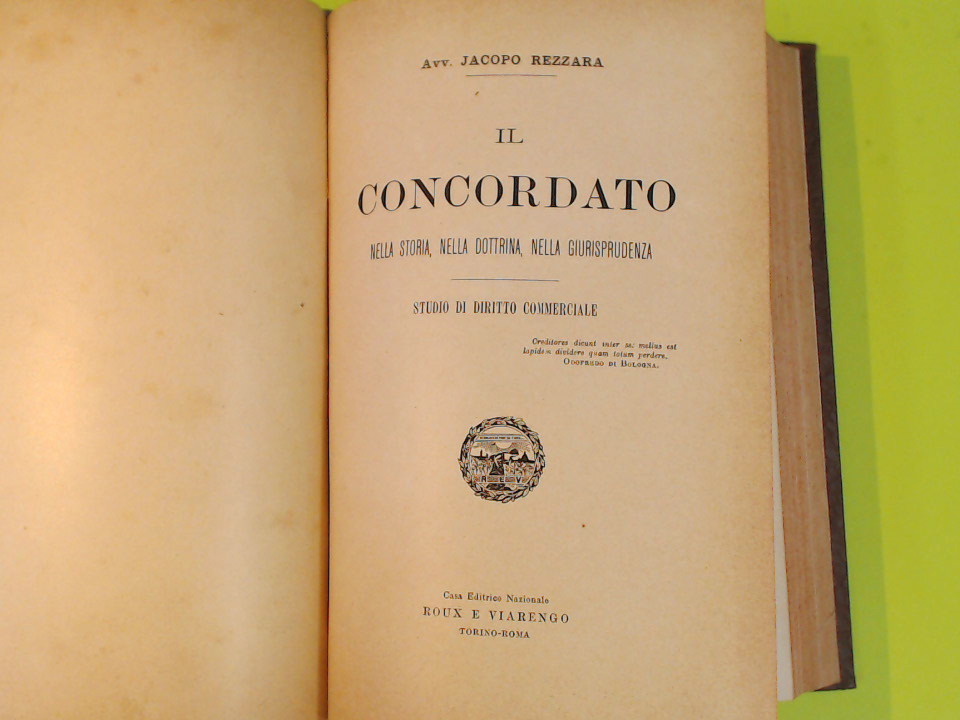 Avv. JACOPO REZZARA
IL
CONCORDATO
NELLA STORIA, NELLA DOTTRINA, NELLA GIURISPRUDENZA
STUDIO DI DIRITTO COMMERCIALE
Creditores dicunt inter se: melius est
lapidem dividere quam totum perdere.
ODOFREDO DI BOLOGNA.
R E V
Casa Editrice Nazionale
ROUX E VIARENGO
TORINO-ROMA